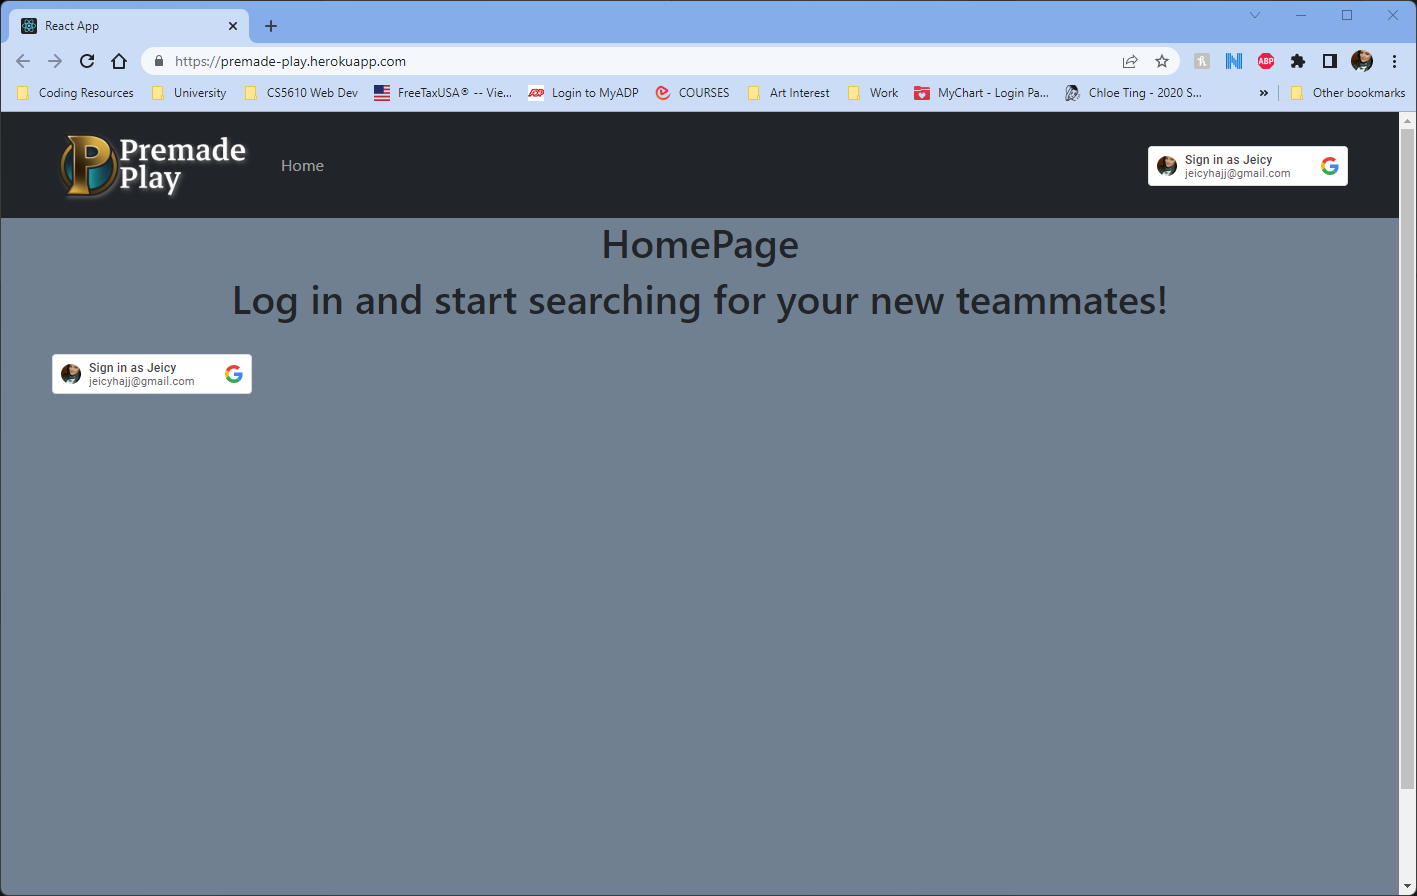 React App
https://premade-play.herokuapp.com
ABP
Coding Resources University CS5610 Web Dev FreeTaxUSA® -- Vie... ADP Login to MyADP COURSES Art Interest Work MyChart - Login Pa... Chloe Ting - 2020 S... » Other bookmarks
P Premade
Play
Home
Sign in as Jeicy
jeicyhajj@gmail.com
HomePage
Log in and start searching for your new teammates!
Sign in as Jeicy
jeicyhajj@gmail.com